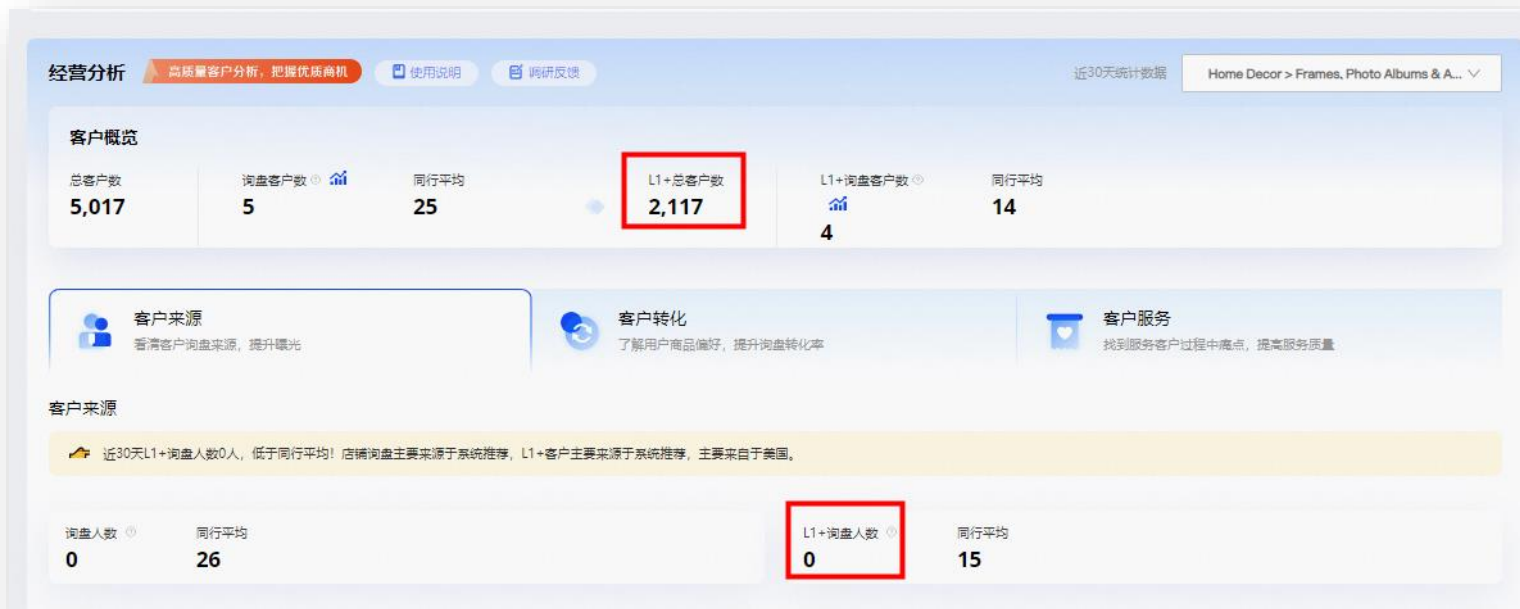 经营分析 高质量客户分析，把握优质商机 使用说明 调研反馈 近30天统计数据 Home Decor > Frames, Photo Albums & A...
客户概览
总客户数 询盘客户数 同行平均 L1+总客户数 L1+询盘客户数 同行平均
5,017 5 25 2,117 4 14
客户来源 客户转化 客户服务
看清客户询盘来源，提升曝光 了解用户商品偏好，提升询盘转化率 找到服务客户过程中痛点，提高服务质量
客户来源
近30天L1+询盘人数0人，低于同行平均！店铺询盘主要来源于系统推荐，L1+客户主要来源于系统推荐，主要来自于美国。
询盘人数 同行平均 L1+询盘人数 同行平均
0 26 0 15